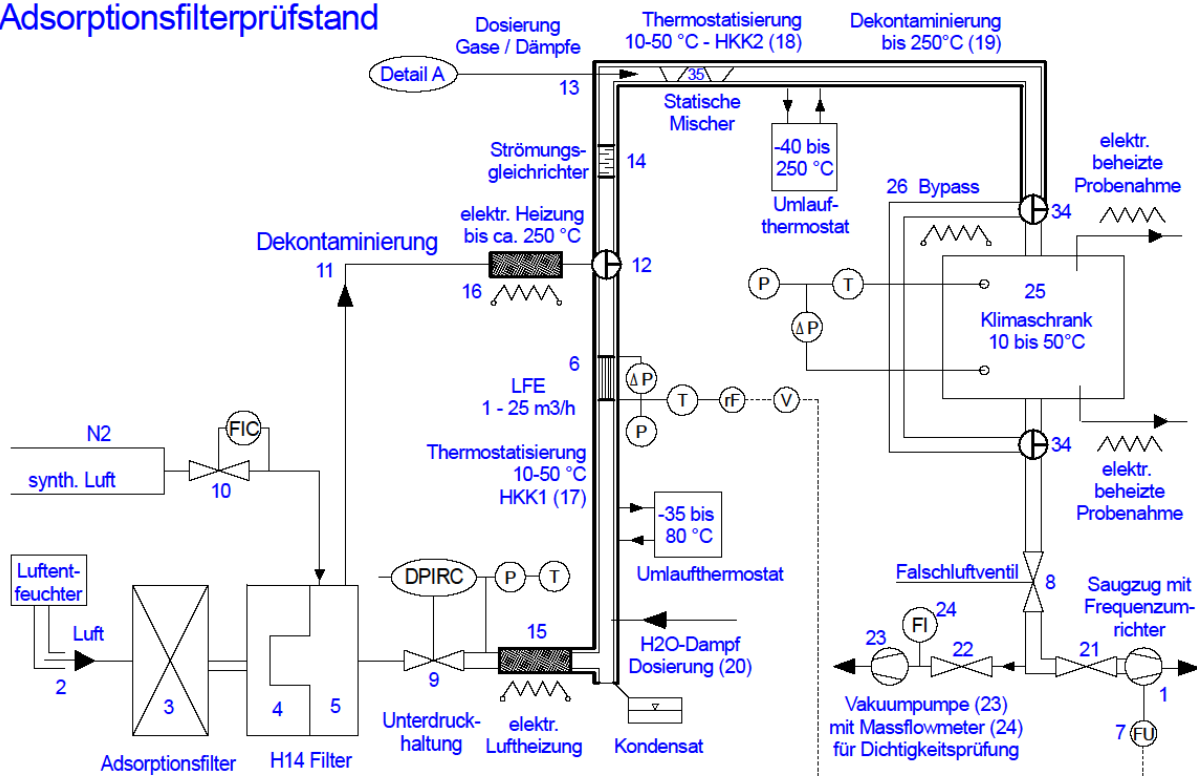 Adsorptionsfilterprüfstand
Dosierung
Gase / Dämpfe
Thermostatisierung
10-50 °C - HKK2 (18)
Dekontaminierung
bis 250°C (19)
Detail A
13
35
Statische
Mischer
Strömungs-
gleichrichter
14
-40 bis
250 °C
Umlauf-
thermostat
elektr.
beheizte
Probenahme
26 Bypass
34
elektr. Heizung
bis ca. 250 °C
Dekontaminierung
11
16
12
P
T
ΔP
25
Klimaschrank
10 bis 50°C
6
LFE
1 - 25 m3/h
ΔP
T
rF
V
P
N2
synth. Luft
FIC
10
Thermostatisierung
10-50 °C
HKK1 (17)
34
elektr.
beheizte
Probenahme
-35 bis
80 °C
Umlaufthermostat
Luftent-
feuchter
Luft
2
3
4
5
Adsorptionsfilter
H14 Filter
DPIRC
P
T
9
Unterdruck-
haltung
15
elektr.
Luftheizung
H2O-Dampf
Dosierung (20)
Kondensat
Falschluftventil
8
Saugzug mit
Frequenzum-
richter
24
FI
23
22
21
1
Vakuumpumpe (23)
mit Massflowmeter (24)
für Dichtigkeitsprüfung
7
FU